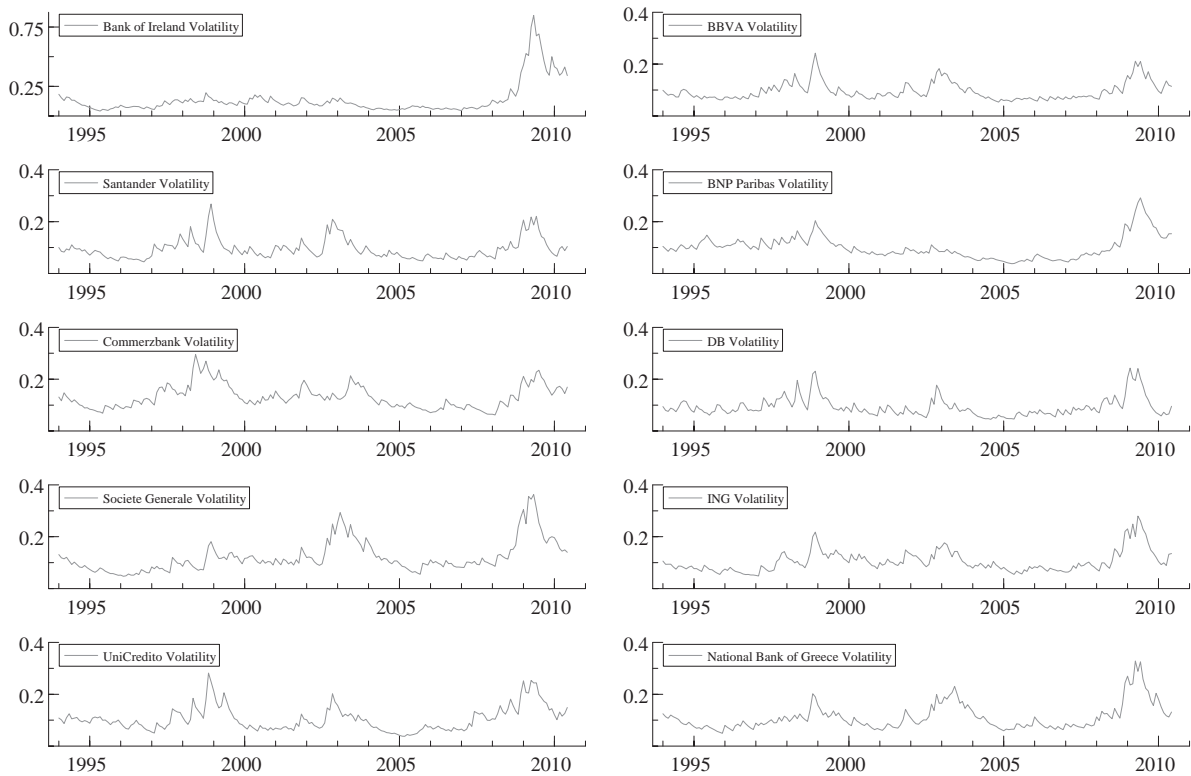 Bank of Ireland Volatility
0.75
0.25
1995 2000 2005 2010
BBVA Volatility
0.4
0.2
1995 2000 2005 2010
Santander Volatility
0.4
0.2
1995 2000 2005 2010
BNP Paribas Volatility
0.4
0.2
1995 2000 2005 2010
Commerzbank Volatility
0.4
0.2
1995 2000 2005 2010
DB Volatility
0.4
0.2
1995 2000 2005 2010
Societe Generale Volatility
0.4
0.2
1995 2000 2005 2010
ING Volatility
0.4
0.2
1995 2000 2005 2010
UniCredito Volatility
0.4
0.2
1995 2000 2005 2010
National Bank of Greece Volatility
0.4
0.2
1995 2000 2005 2010